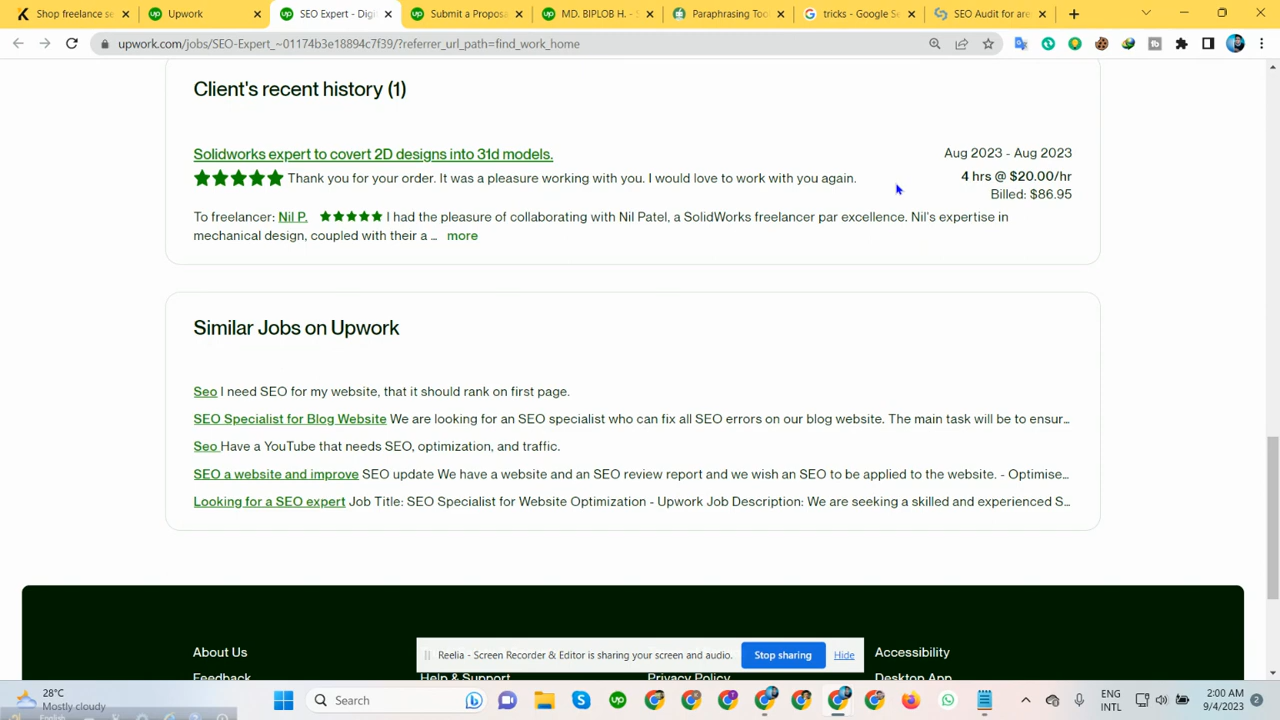 Shop freelance se
Upwork
SEO Expert - Digi
Submit a Proposa
MD. BIPLOB H. - S
Paraphrasing Too
tricks - Google Se
SEO Audit for are
upwork.com/jobs/SEO-Expert_~01174b3e18894c7f39/?referrer_url_path=find_work_home
Client's recent history (1)
Solidworks expert to covert 2D designs into 31d models.
Aug 2023 - Aug 2023
Thank you for your order. It was a pleasure working with you. I would love to work with you again.
4 hrs @ $20.00/hr
Billed: $86.95
To freelancer: Nil P. I had the pleasure of collaborating with Nil Patel, a SolidWorks freelancer par excellence. Nil's expertise in
mechanical design, coupled with their a ... more
Similar Jobs on Upwork
Seo I need SEO for my website, that it should rank on first page.
SEO Specialist for Blog Website We are looking for an SEO specialist who can fix all SEO errors on our blog website. The main task will be to ensur...
Seo Have a YouTube that needs SEO, optimization, and traffic.
SEO a website and improve SEO update We have a website and an SEO review report and we wish an SEO to be applied to the website. - Optimise...
Looking for a SEO expert Job Title: SEO Specialist for Website Optimization - Upwork Job Description: We are seeking a skilled and experienced S...
About Us
Accessibility
Reelia - Screen Recorder & Editor is sharing your screen and audio.
Stop sharing
Hide
Feedback
Help & Support
Privacy Policy
Desktop App
28°C
Mostly cloudy
Search
ENG
INTL
2:00 AM
9/4/2023
English